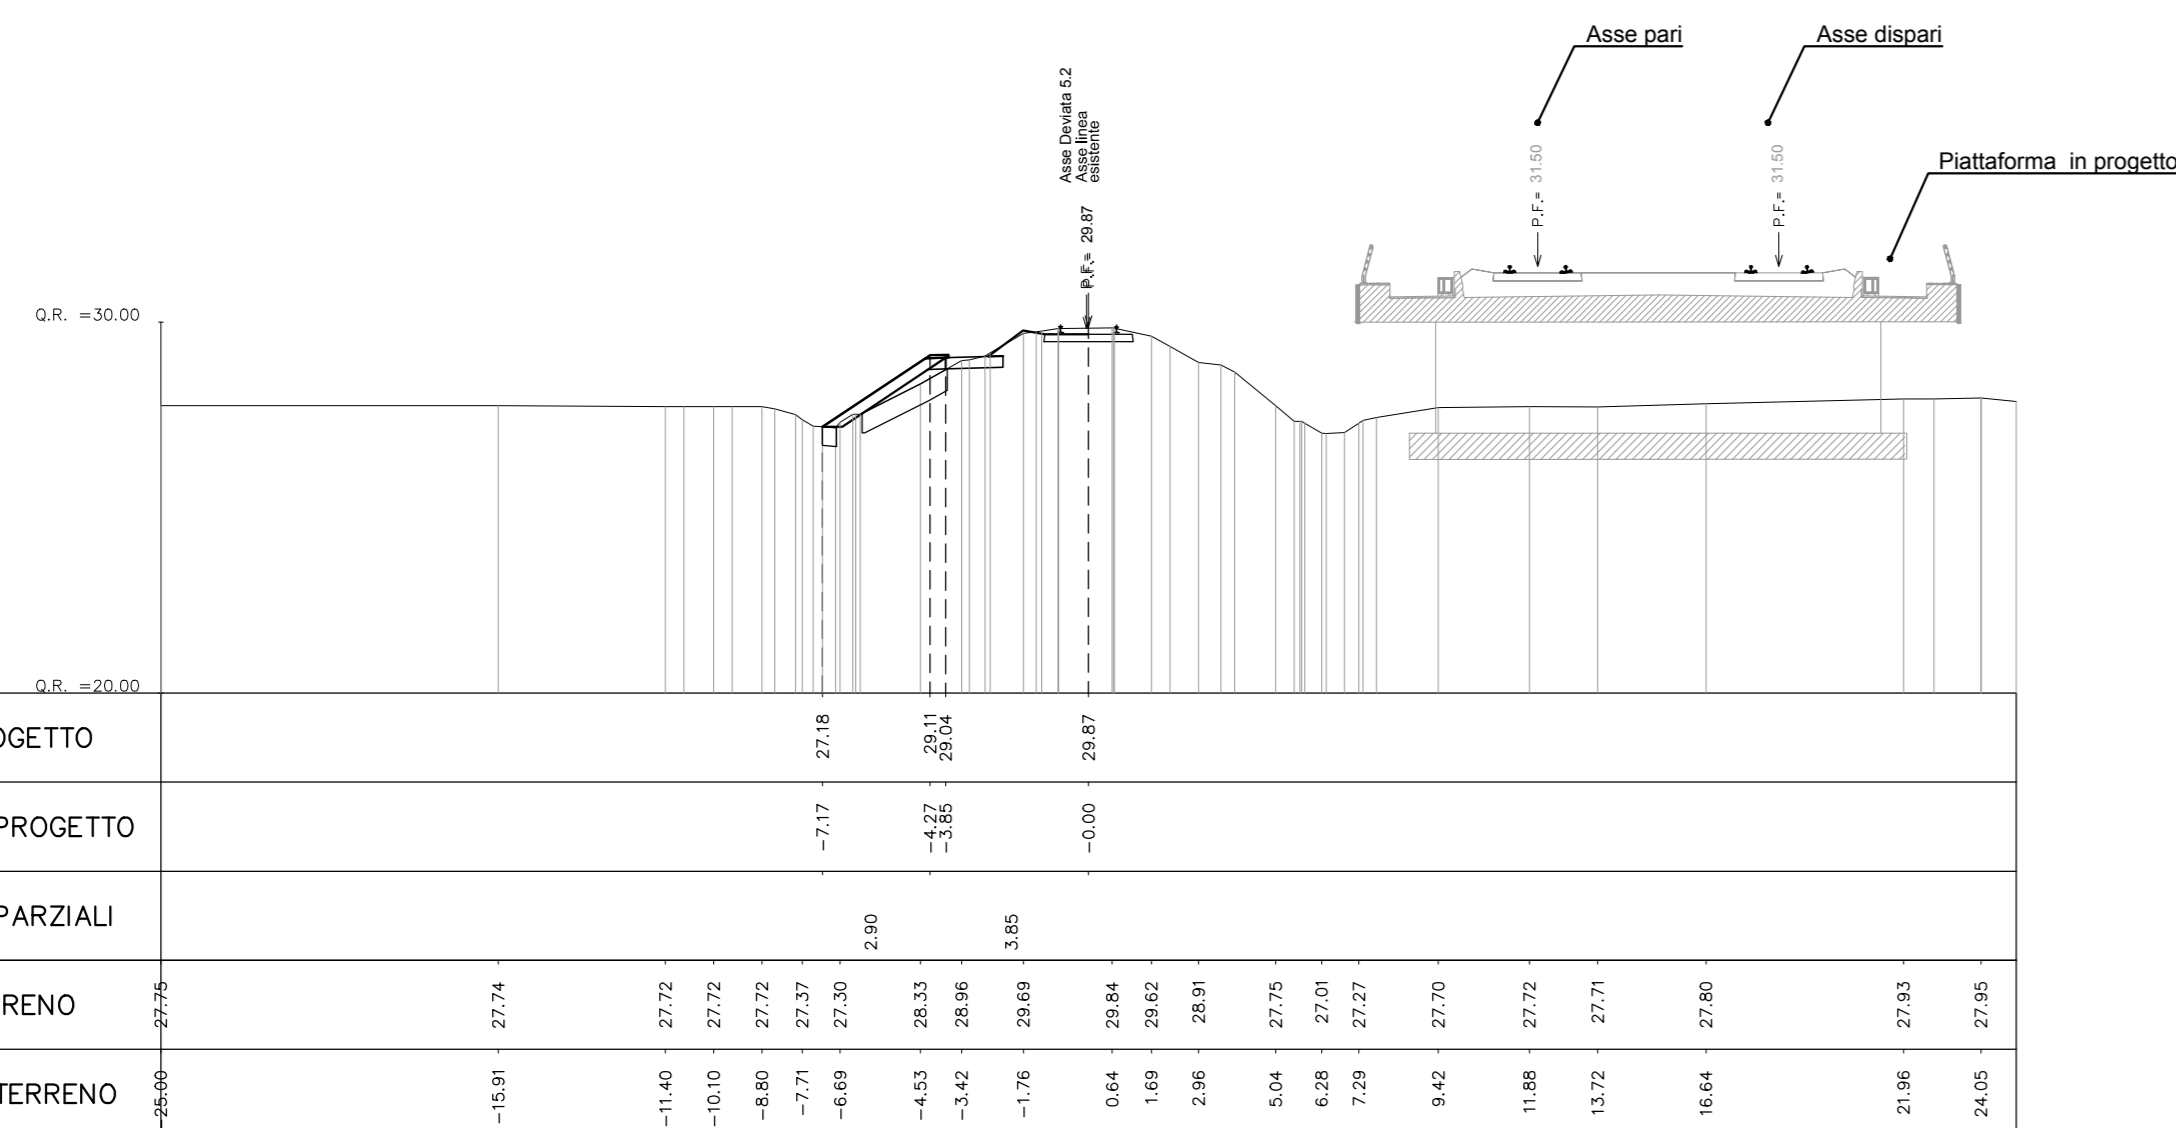 Asse pari
Asse dispari
Asse Deviata 5.2
Asse linea
esistente
Piattaforma in progetto
P.F.= 29.87
P.F.= 31.50
P.F.= 31.50
Q.R. =30.00
Q.R. =20.00
OGETTO
27.18 29.11 29.04 29.87
PROGETTO
-7.17 -4.27 -3.85 -0.00
PARZIALI
2.90 3.85
RENO
27.75 27.74 27.72 27.72 27.72 27.37 27.30 28.33 28.96 29.69 29.84 29.62 28.91 27.75 27.01 27.27 27.70 27.72 27.71 27.80 27.93 27.95
TERRENO
-25.00 -15.91 -11.40 -10.10 -8.80 -7.71 -6.69 -4.53 -3.42 -1.76 0.64 1.69 2.96 5.04 6.28 7.29 9.42 11.88 13.72 16.64 21.96 24.05